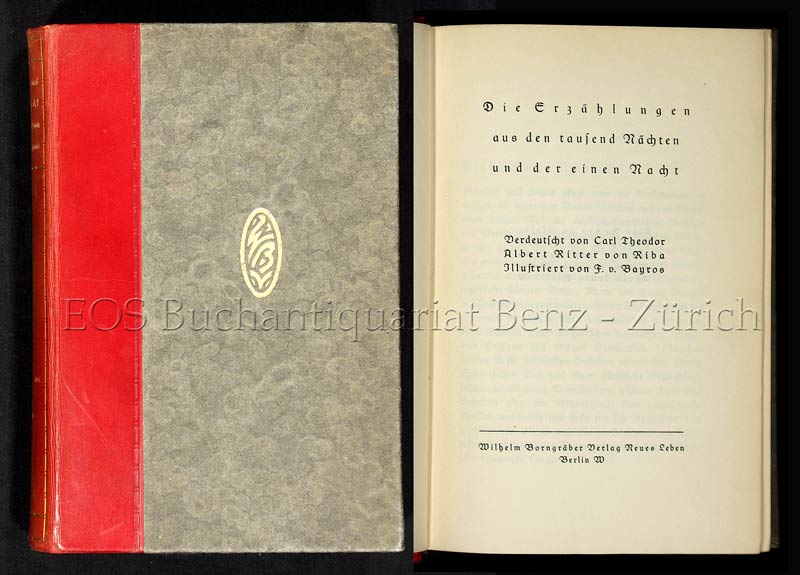 Die Erzählungen
aus den tauſend Nächten
und der einen Nacht
Verdeutſcht von Carl Theodor
Albert Ritter von Riba
Illuſtriert von F. v. Bayros
EOS Buchantiquariat Benz - Zürich
Wilhelm Borngräber Verlag Neues Leben
Berlin W